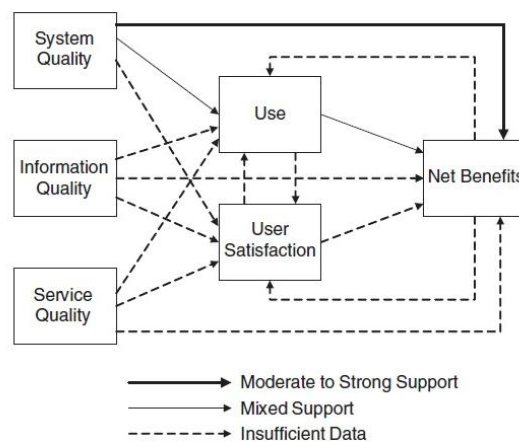 System
Quality
Use
Information
Quality
Net Benefits
User
Satisfaction
Service
Quality
Moderate to Strong Support
Mixed Support
Insufficient Data